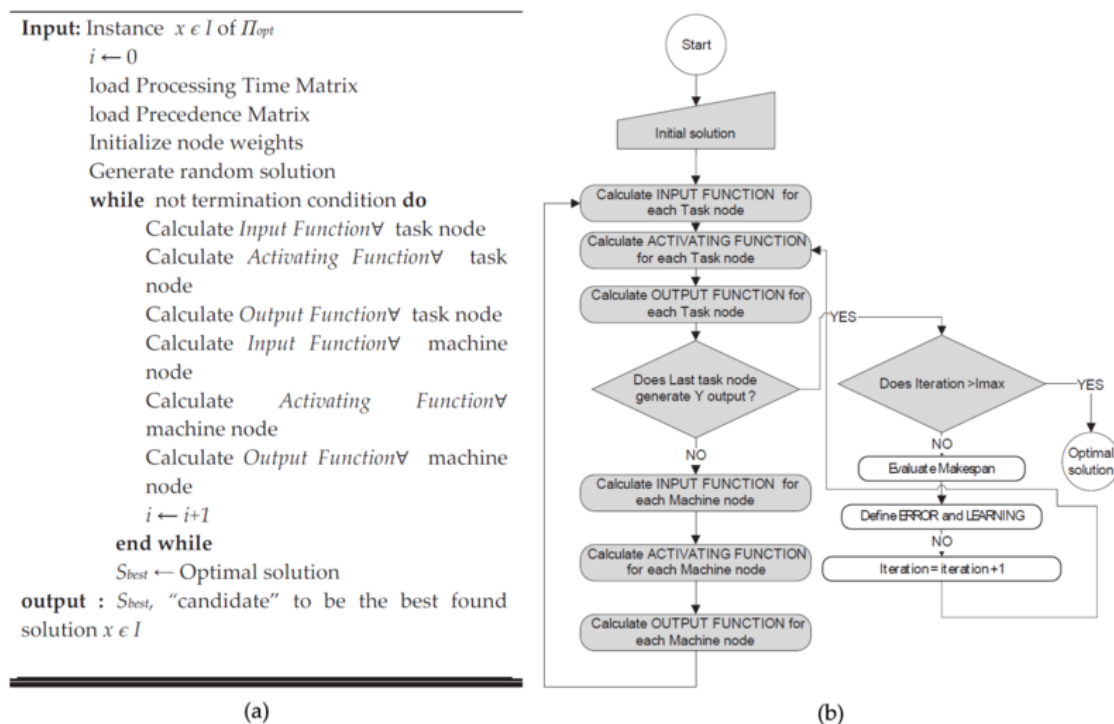 Input: Instance x ϵ I of Πopt
i ← 0
load Processing Time Matrix
load Precedence Matrix
Initialize node weights
Generate random solution
while not termination condition do
Calculate Input Function∀ task node
Calculate Activating Function∀ task
node
Calculate Output Function∀ task node
Calculate Input Function∀ machine
node
Calculate Activating Function∀
machine node
Calculate Output Function∀ machine
node
i ← i+1
end while
Sbest ← Optimal solution
output : Sbest, “candidate” to be the best found
solution x ϵ I
(a)
Start
Initial solution
Calculate INPUT FUNCTION for
each Task node
Calculate ACTIVATING FUNCTION
for each Task node
Calculate OUTPUT FUNCTION for
each Task node
YES
Does Last task node
generate Y output ?
Does Iteration >Imax
YES
NO
NO
Optimal
solution
Evaluate Makespan
Calculate INPUT FUNCTION for
each Machine node
Define ERROR and LEARNING
NO
Calculate ACTIVATING FUNCTION
for each Machine node
Iteration = iteration+1
Calculate OUTPUT FUNCTION for
each Machine node
(b)